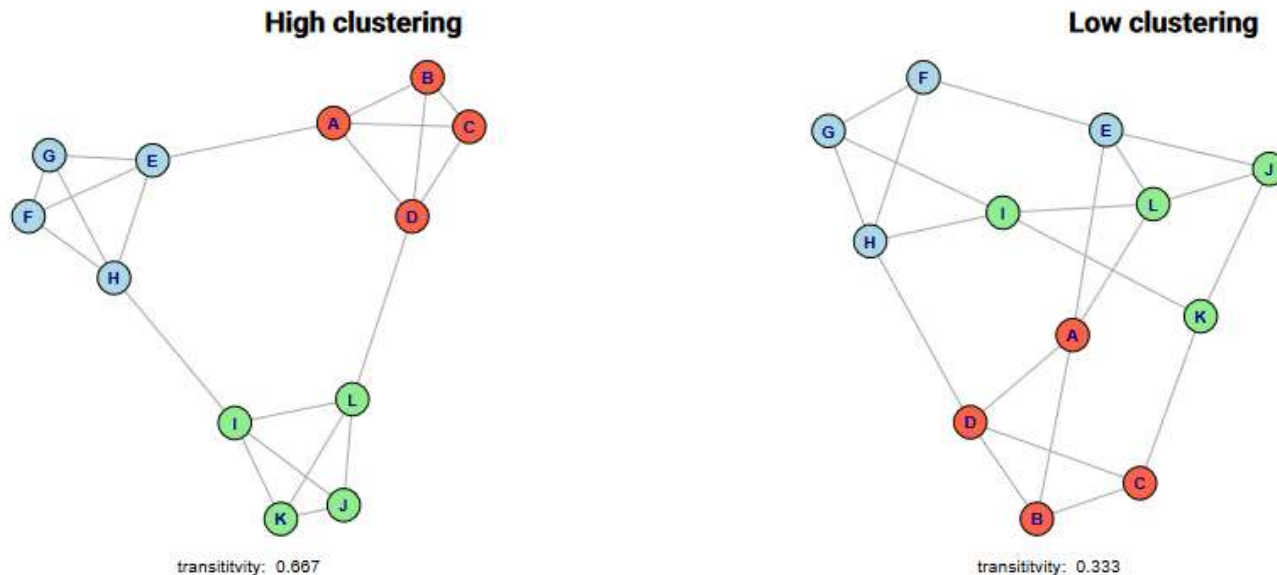 High clustering
Low clustering
B
A
C
G
E
F
D
H
L
I
J
K
F
G
E
J
L
I
H
K
A
D
C
B
transititvity: 0.667
transititvity: 0.333